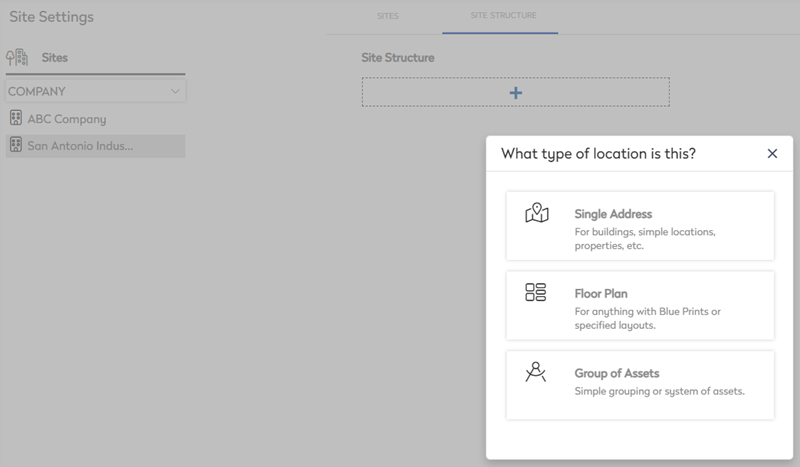 Site Settings
SITES
SITE STRUCTURE
Sites
Site Structure
COMPANY
ABC Company
San Antonio Indus...
What type of location is this?
Single Address
For buildings, simple locations,
properties, etc.
Floor Plan
For anything with Blue Prints or
specified layouts.
Group of Assets
Simple grouping or system of assets.